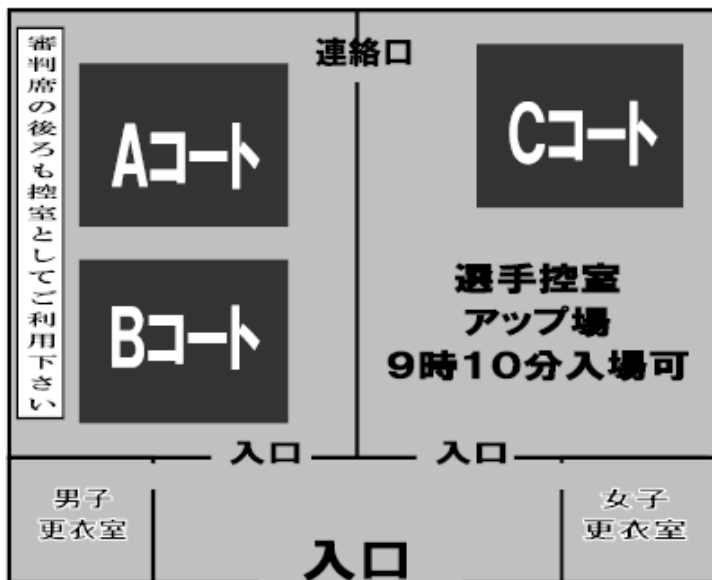 審判席の後ろも控室としてご利用下さい
連絡口
Aコート
Cコート
Bコート
選手控室
アップ場
9時10分入場可
入口
入口
男子
更衣室
女子
更衣室
入口